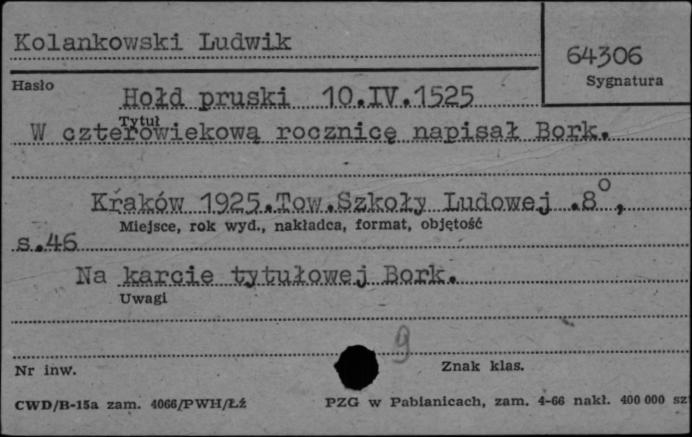 Kolankowski Ludwik
64306
Hasło
Sygnatura
Hołd pruski 10.IV.1525
Tytuł
W czterowiekową rocznicę napisał Bork.
Kraków 1925.Tow.Szkoły Ludowej .8°,
Miejsce, rok wyd., nakładca, format, objętość
s.46
Na karcie tytułowej Bork.
Uwagi
9
Nr inw.
Znak klas.
CWD/B-15a zam. 4066/PWH/Łź
PZG w Pabianicach, zam. 4-66 nakł. 400 000 szt